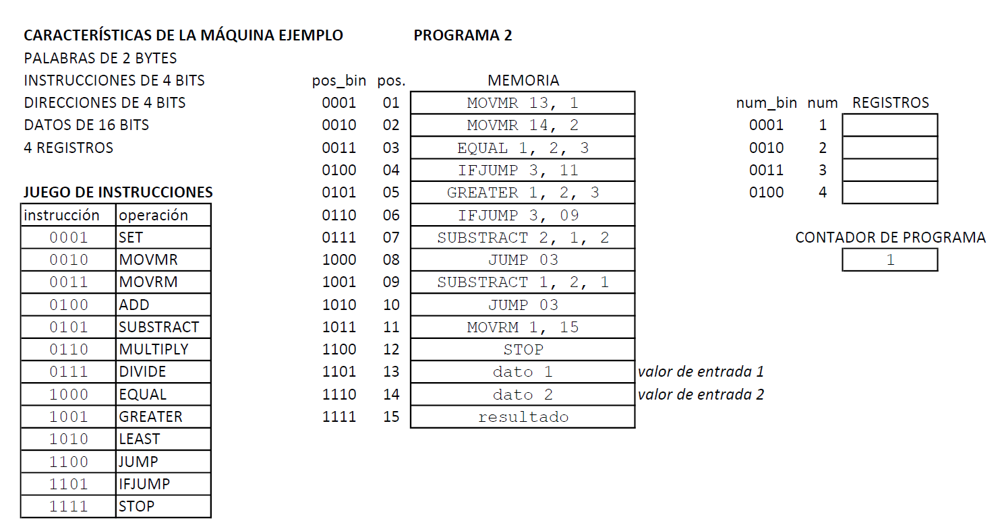 CARACTERÍSTICAS DE LA MÁQUINA EJEMPLO
PALABRAS DE 2 BYTES
INSTRUCCIONES DE 4 BITS
DIRECCIONES DE 4 BITS
DATOS DE 16 BITS
4 REGISTROS
JUEGO DE INSTRUCCIONES
instrucción operación
0001 SET
0010 MOVMR
0011 MOVRM
0100 ADD
0101 SUBSTRACT
0110 MULTIPLY
0111 DIVIDE
1000 EQUAL
1001 GREATER
1010 LEAST
1100 JUMP
1101 IFJUMP
1111 STOP
PROGRAMA 2
pos_bin pos. MEMORIA
0001 01 MOVMR 13, 1
0010 02 MOVMR 14, 2
0011 03 EQUAL 1, 2, 3
0100 04 IFJUMP 3, 11
0101 05 GREATER 1, 2, 3
0110 06 IFJUMP 3, 09
0111 07 SUBSTRACT 2, 1, 2
1000 08 JUMP 03
1001 09 SUBSTRACT 1, 2, 1
1010 10 JUMP 03
1011 11 MOVRM 1, 15
1100 12 STOP
1101 13 dato 1 valor de entrada 1
1110 14 dato 2 valor de entrada 2
1111 15 resultado
num_bin num REGISTROS
0001 1
0010 2
0011 3
0100 4
CONTADOR DE PROGRAMA
1